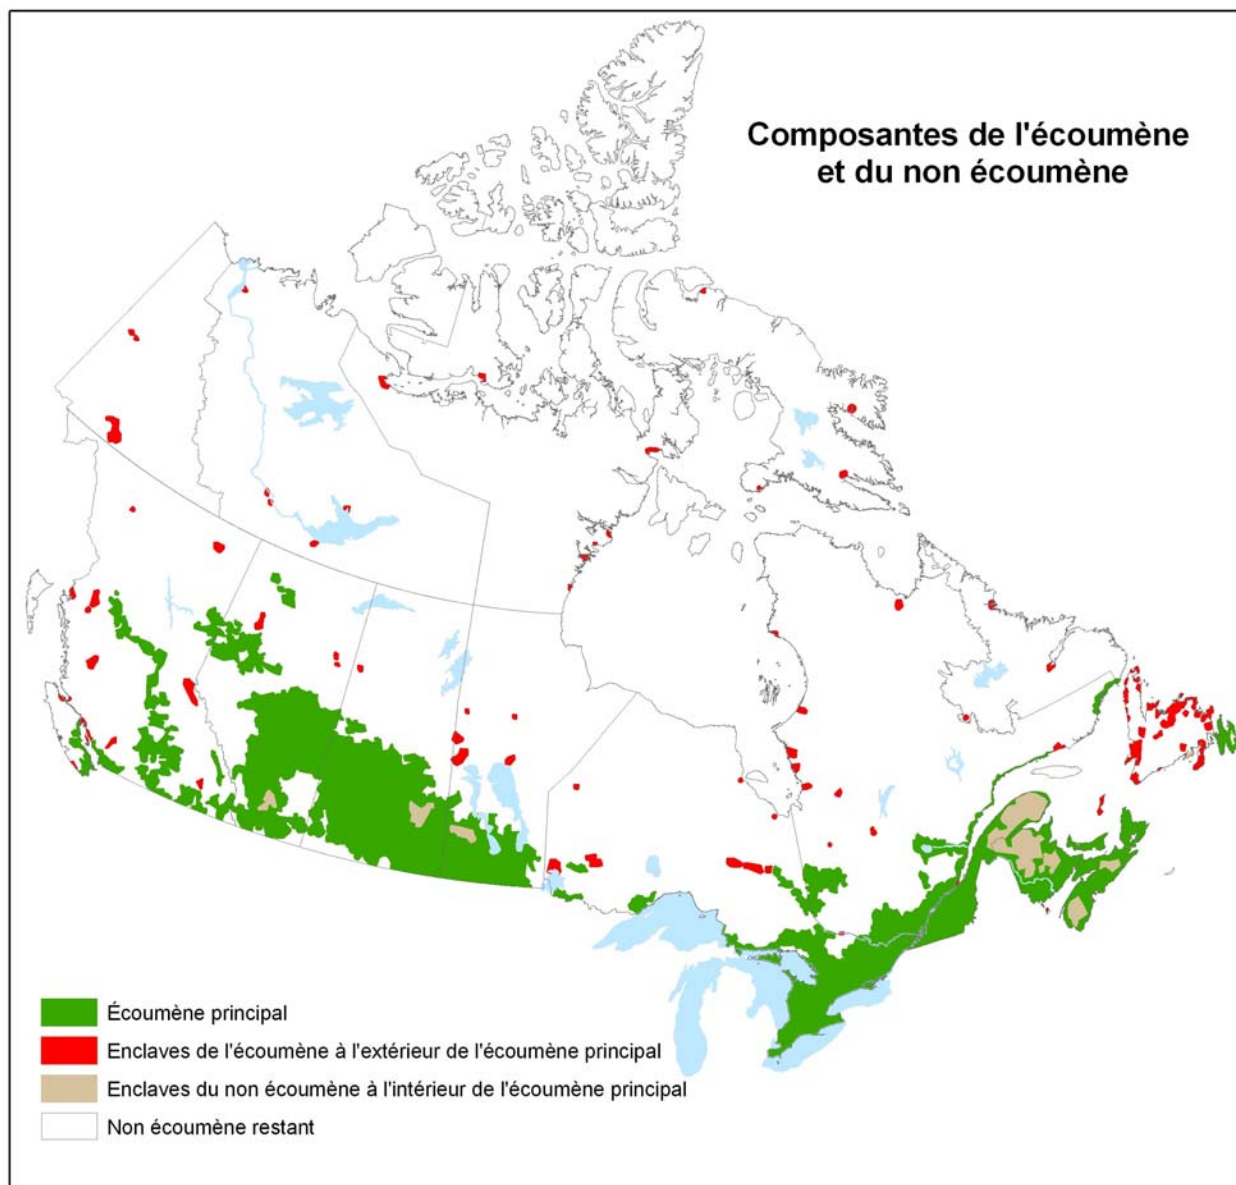 Composantes de l'écoumène
et du non écoumène
Écoumène principal
Enclaves de l'écoumène à l'extérieur de l'écoumène principal
Enclaves du non écoumène à l'intérieur de l'écoumène principal
Non écoumène restant